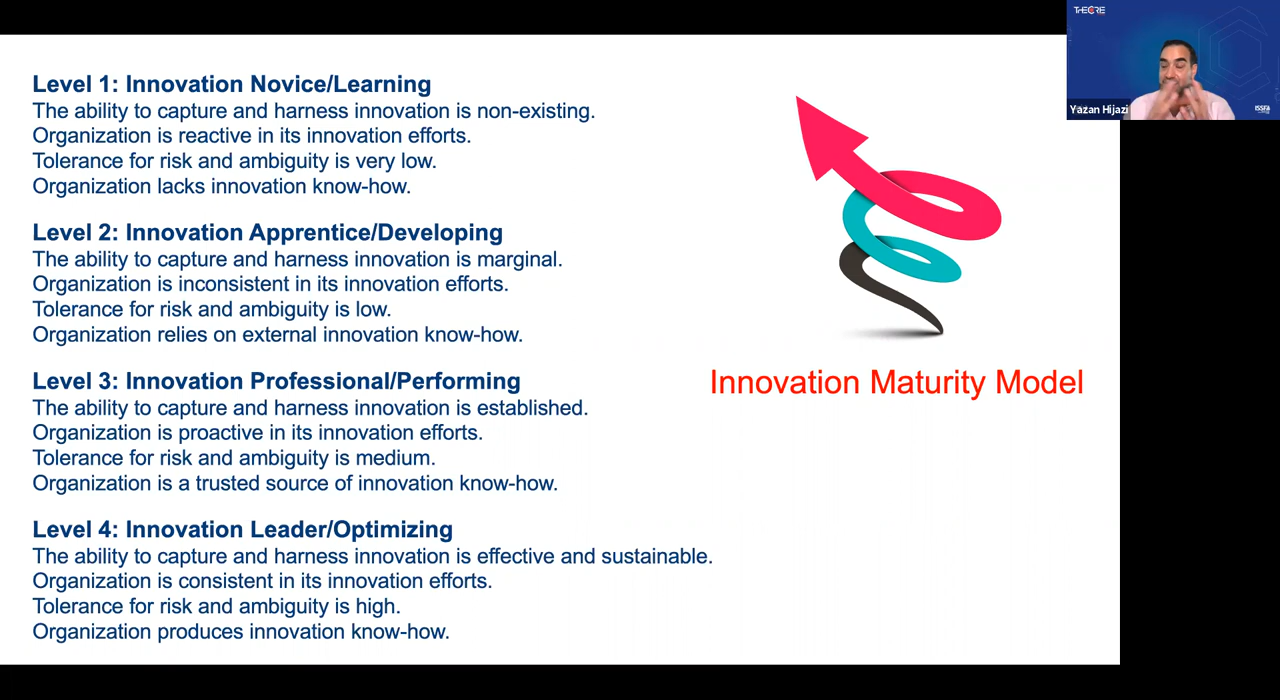 Level 1: Innovation Novice/Learning
The ability to capture and harness innovation is non-existing.
Organization is reactive in its innovation efforts.
Tolerance for risk and ambiguity is very low.
Organization lacks innovation know-how.
Level 2: Innovation Apprentice/Developing
The ability to capture and harness innovation is marginal.
Organization is inconsistent in its innovation efforts.
Tolerance for risk and ambiguity is low.
Organization relies on external innovation know-how.
Level 3: Innovation Professional/Performing
The ability to capture and harness innovation is established.
Organization is proactive in its innovation efforts.
Tolerance for risk and ambiguity is medium.
Organization is a trusted source of innovation know-how.
Level 4: Innovation Leader/Optimizing
The ability to capture and harness innovation is effective and sustainable.
Organization is consistent in its innovation efforts.
Tolerance for risk and ambiguity is high.
Organization produces innovation know-how.
Innovation Maturity Model
THECORE
Yazan Hijazi
ISSRA